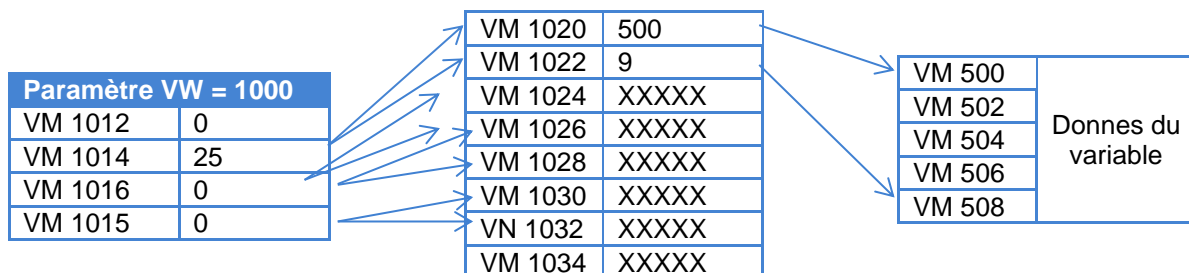 Paramètre VW = 1000
VM 1012 0
VM 1014 25
VM 1016 0
VM 1015 0
VM 1020 500
VM 1022 9
VM 1024 XXXXX
VM 1026 XXXXX
VM 1028 XXXXX
VM 1030 XXXXX
VN 1032 XXXXX
VM 1034 XXXXX
VM 500
VM 502
VM 504
VM 506
VM 508
Donnes du
variable